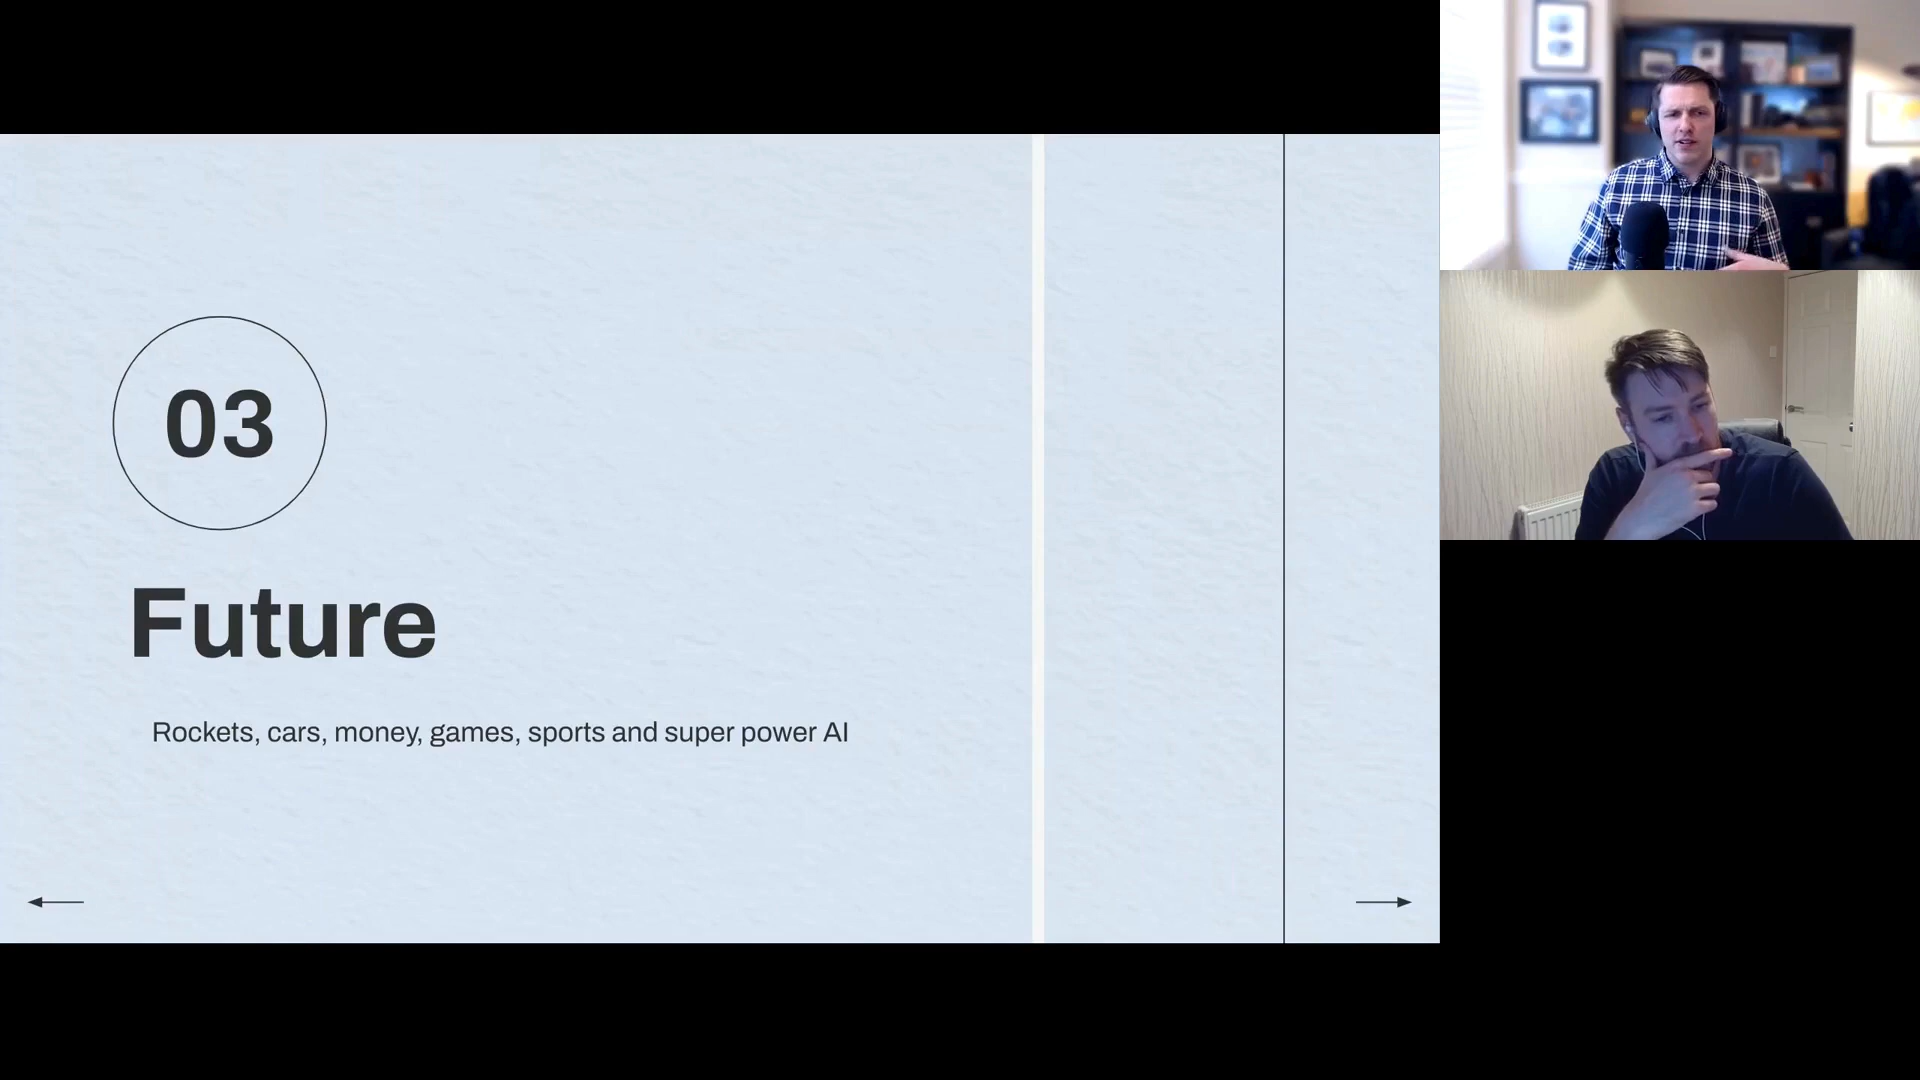 03
Future
Rockets, cars, money, games, sports and super power AI